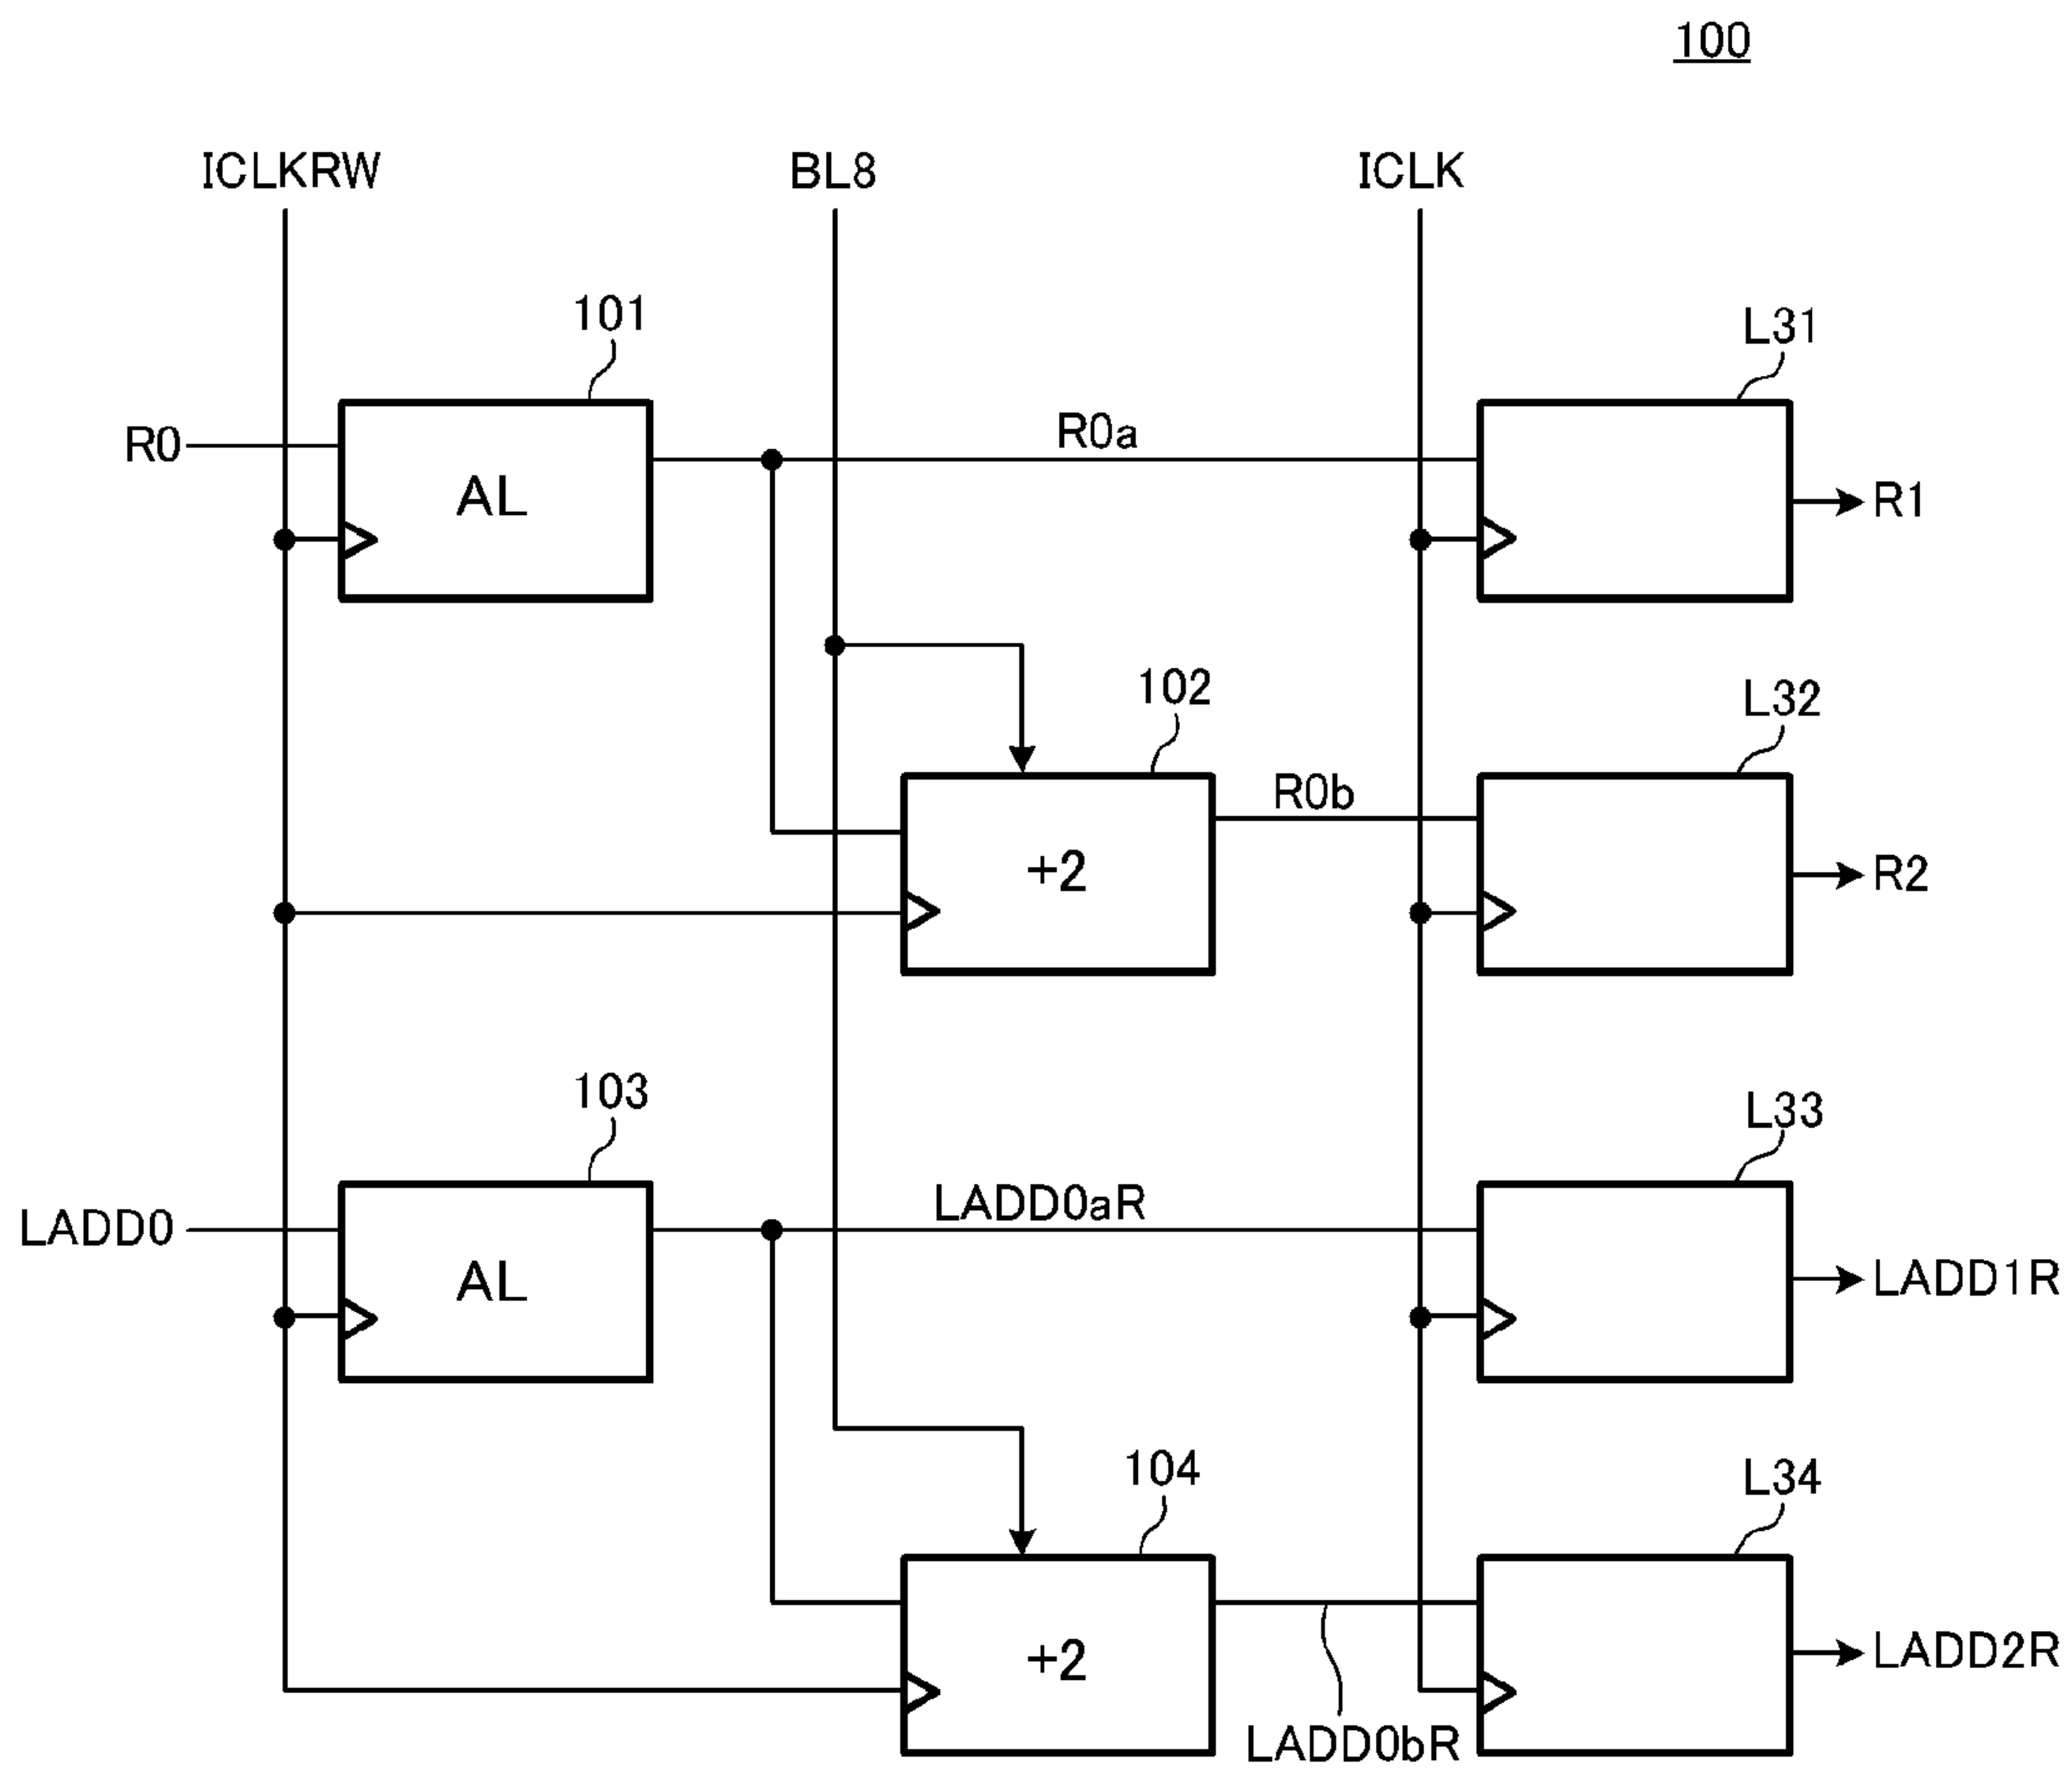 100
ICLKRW
BL8
ICLK
101
L31
R0
AL
R0a
R1
102
L32
R0b
+2
R2
103
L33
LADD0
AL
LADD0aR
LADD1R
104
L34
+2
LADD2R
LADD0bR